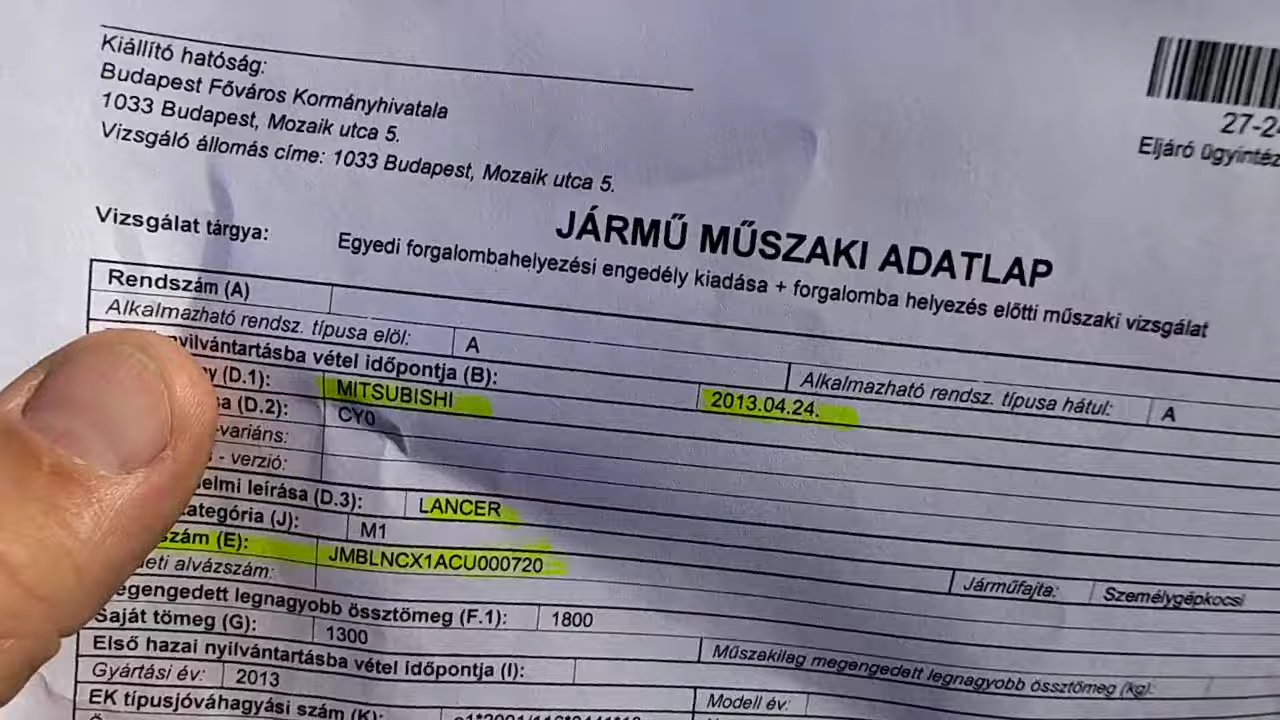 Kiállító hatóság:
Budapest Főváros Kormányhivatala
1033 Budapest, Mozaik utca 5.
Vizsgáló állomás címe: 1033 Budapest, Mozaik utca 5.
27-2
Eljáró ügyintéz
JÁRMŰ MŰSZAKI ADATLAP
Vizsgálat tárgya: Egyedi forgalombahelyezési engedély kiadása + forgalomba helyezés előtti műszaki vizsgálat
Rendszám (A)
Alkalmazható rendsz. típusa elöl: A Alkalmazható rendsz. típusa hátul: A
nyilvántartásba vétel időpontja (B): 2013.04.24.
(D.1): MITSUBISHI
(D.2): CY0
-variáns:
- verzió:
elmi leírása (D.3): LANCER
kategória (J): M1 Járműfajta: Személygépkocsi
szám (E): JMBLNCX1ACU000720
eti alvázszám:
egengedett legnagyobb össztömeg (F.1): 1800 Műszakilag megengedett legnagyobb össztömeg (kg):
Saját tömeg (G): 1300
Első hazai nyilvántartásba vétel időpontja (I):
Gyártási év: 2013 Modell év:
EK típusjóváhagyási szám (K):